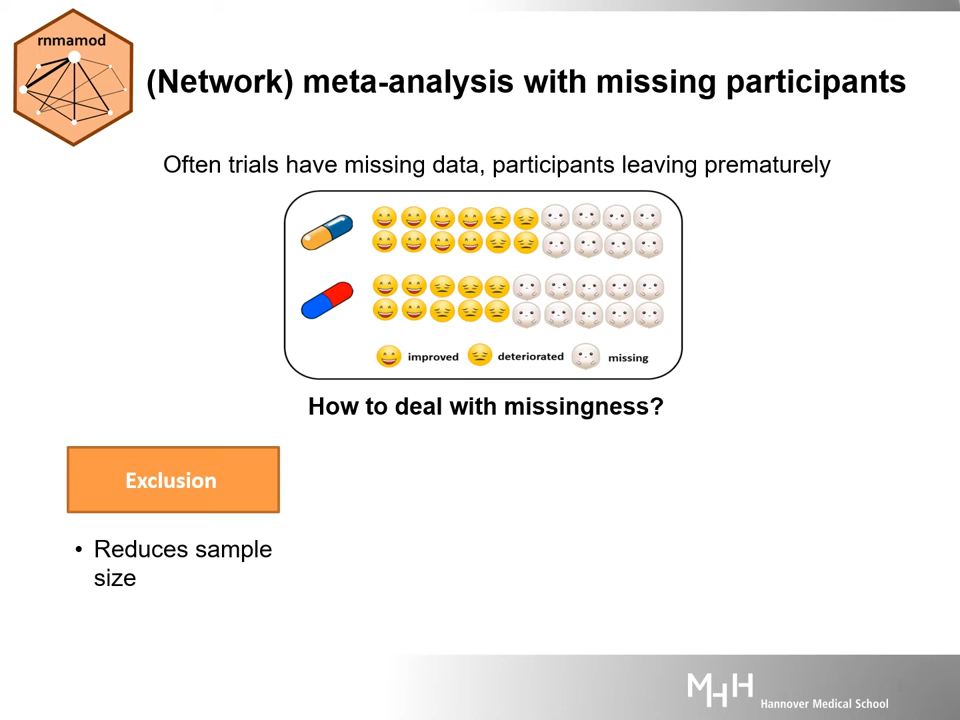 rnmamod
(Network) meta-analysis with missing participants
Often trials have missing data, participants leaving prematurely
improved deteriorated missing
How to deal with missingness?
Exclusion
• Reduces sample
size
MHH
Hannover Medical School